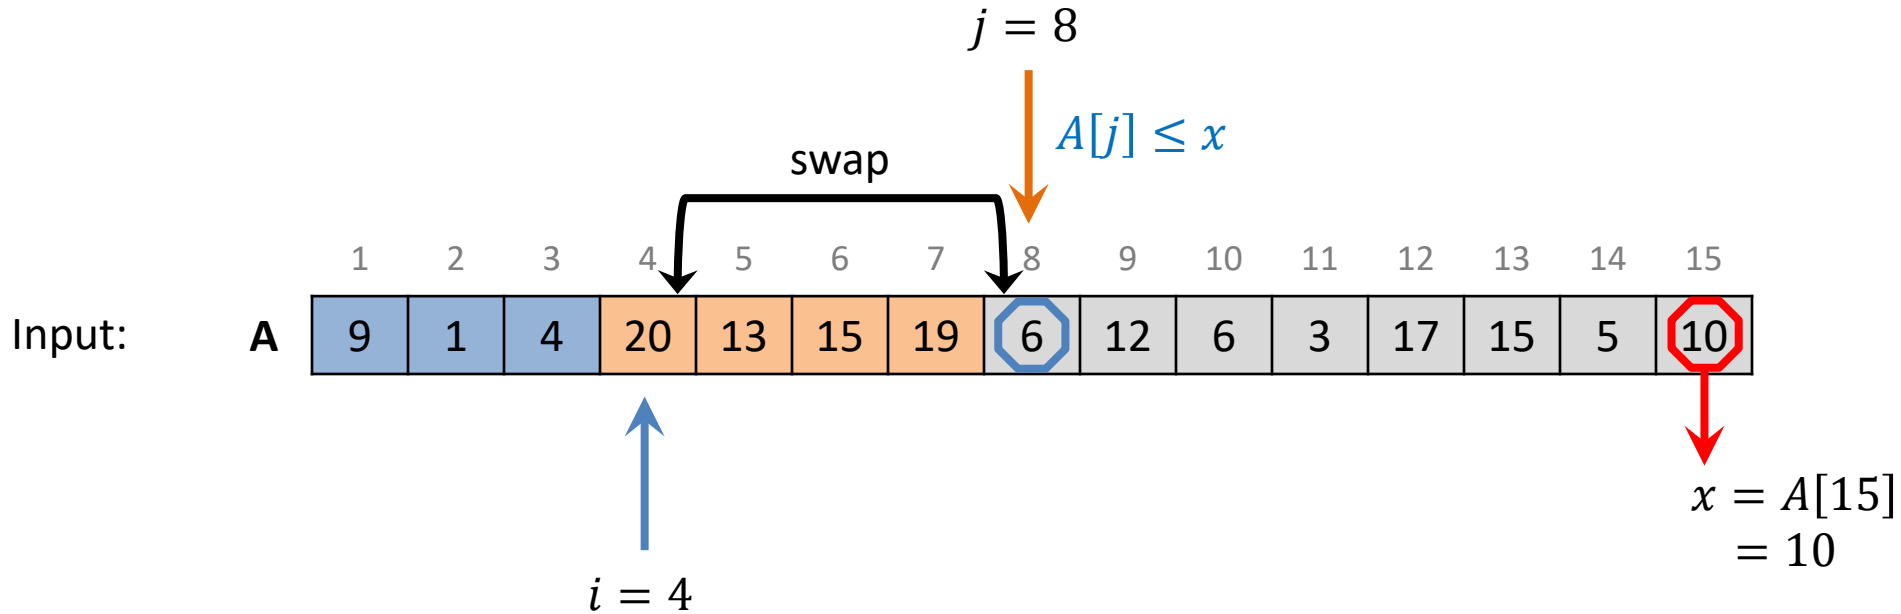 j = 8
A[j] ≤ x
swap
1 2 3 4 5 6 7 8 9 10 11 12 13 14 15
Input: A 9 1 4 20 13 15 19 6 12 6 3 17 15 5 10
x = A[15]
= 10
i = 4